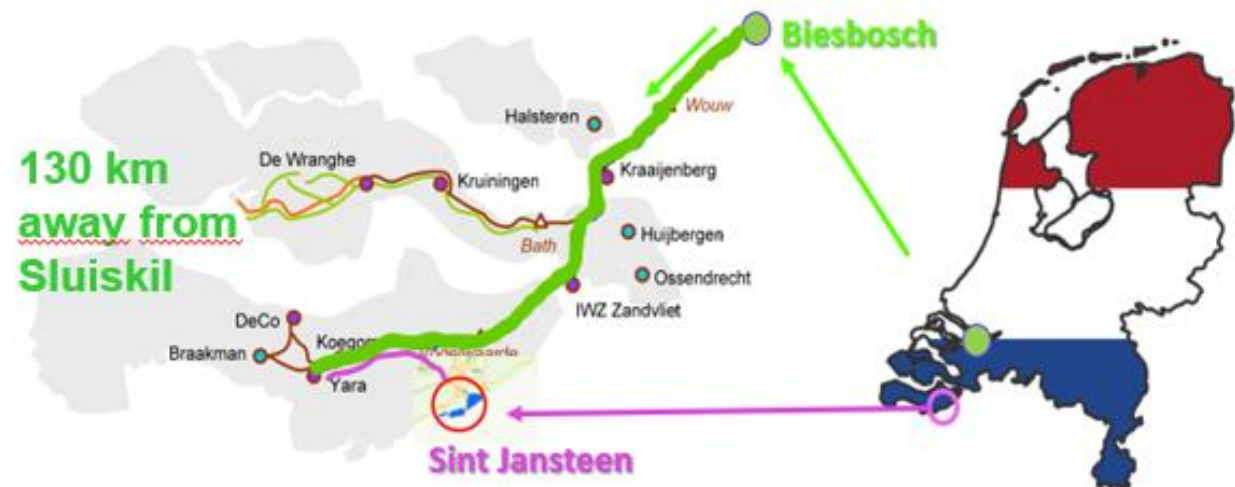 Biesbosch
Wouw
Halsteren
130 km
away from
Sluiskil
De Wranghe
Kruiningen
Kraaijenberg
Bath
Huijbergen
Ossendrecht
IWZ Zandvliet
DeCo
Braakman
Yara
Sint Jansteen